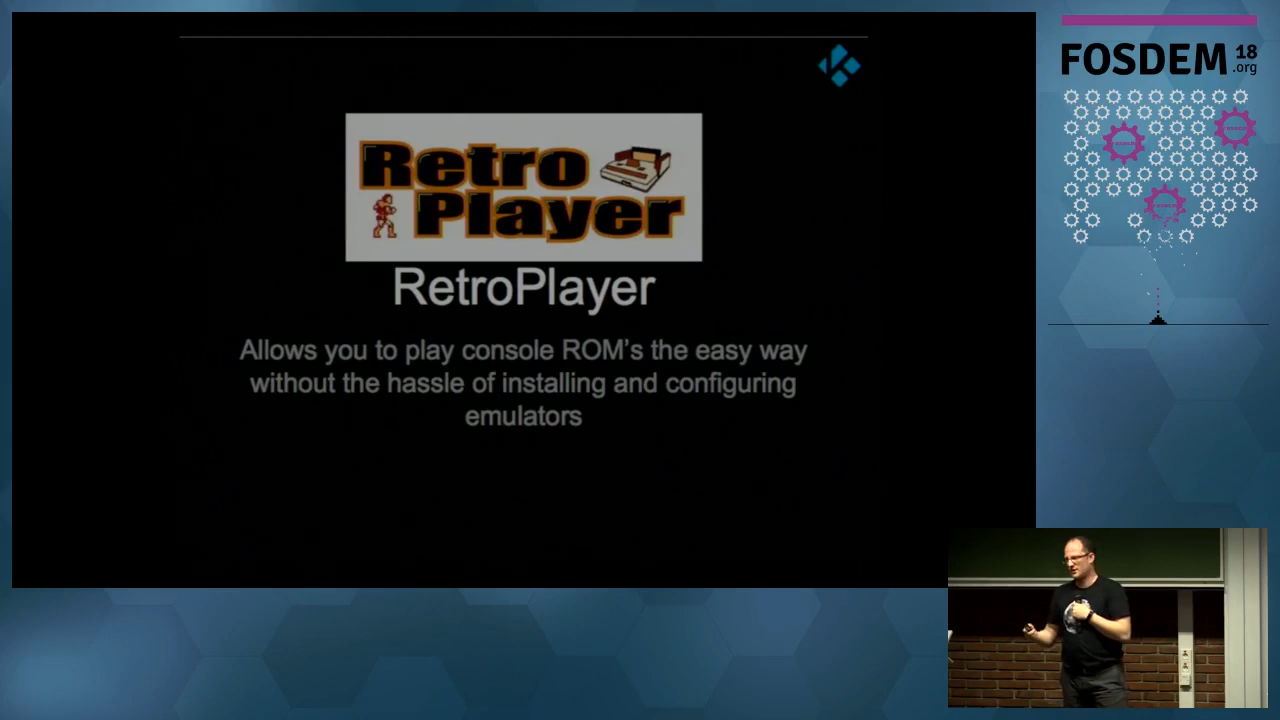 Retro
Player
RetroPlayer
Allows you to play console ROM's the easy way
without the hassle of installing and configuring
emulators
FOSDEM 18
.org